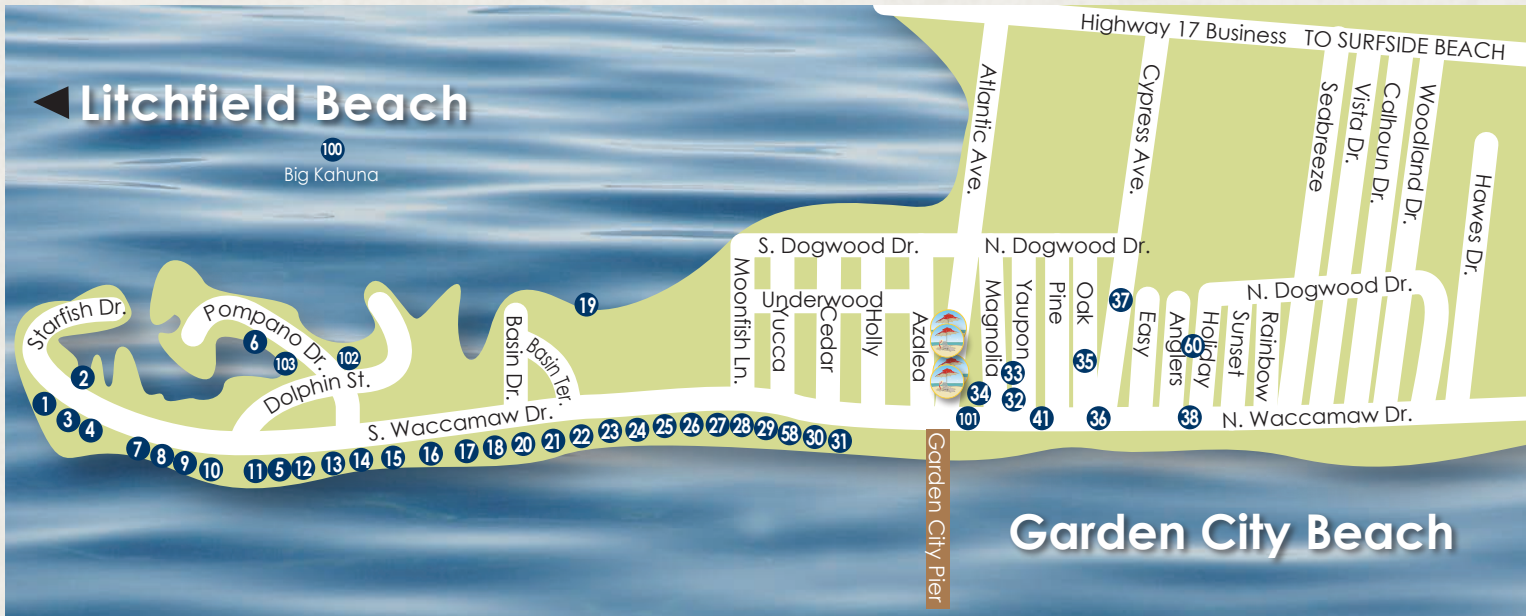 Highway 17 Business TO SURFSIDE BEACH
Litchfield Beach
100
Big Kahuna
Atlantic Ave.
Cypress Ave.
Seabreeze
Vista Dr.
Calhoun Dr.
Woodland Dr.
Hawes Dr.
S. Dogwood Dr.
N. Dogwood Dr.
N. Dogwood Dr.
Moonfish Ln.
Underwood
Yucca
Cedar
Holly
Azalea
Magnolia
Yaupon
Pine
Oak
37
Easy
Anglers
60
Holiday
Sunset
Rainbow
19
Starfish Dr.
Pompano Dr.
6
103
102
Dolphin St.
Basin Dr.
Basin Ter.
2
1
3
4
S. Waccamaw Dr.
7
8
9
10
11
5
12
13
14
15
16
17
18
20
21
22
23
24
25
26
27
28
29
58
30
31
33
35
34
32
101
41
36
38
N. Waccamaw Dr.
Garden City Pier
Garden City Beach